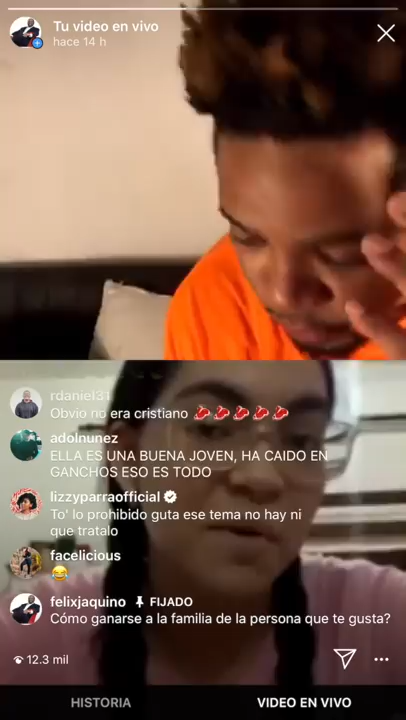 Tu video en vivo
hace 14 h
rdaniel31
Obvio no era cristiano 🥩🥩🥩🥩🥩
adolnunez
ELLA ES UNA BUENA JOVEN, HA CAIDO EN
GANCHOS ESO ES TODO
lizzyparraofficial
To' lo prohibido guta ese tema no hay ni
que tratalo
facelicious
😂
felixjaquino FIJADO
Cómo ganarse a la familia de la persona que te gusta?
12.3 mil
HISTORIA VIDEO EN VIVO